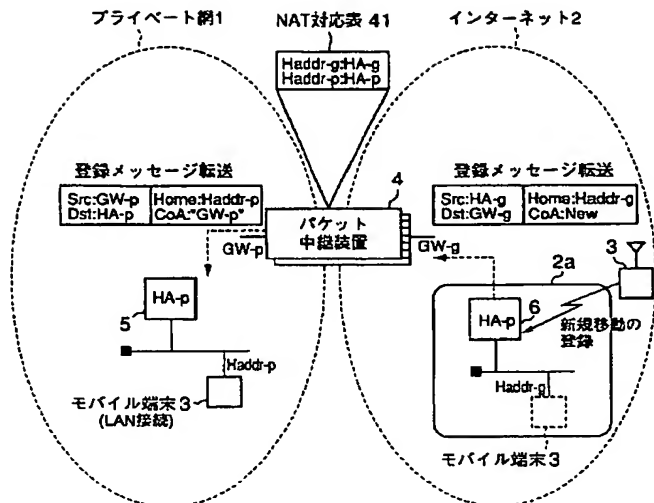 プライベート網1
NAT対応表 41
インターネット2
Haddr-g:HA-g
Haddr-p:HA-p
登録メッセージ転送
Src:GW-p Home:Haddr-p
Dst:HA-p CoA:"GW-p"
4
パケット
中継装置
GW-p
GW-g
登録メッセージ転送
Src:HA-g Home:Haddr-g
Dst:GW-g CoA:New
2a
3
HA-p
5
Haddr-p
モバイル端末3
(LAN接続)
HA-p
6
新規移動の
登録
Haddr-g
モバイル端末3